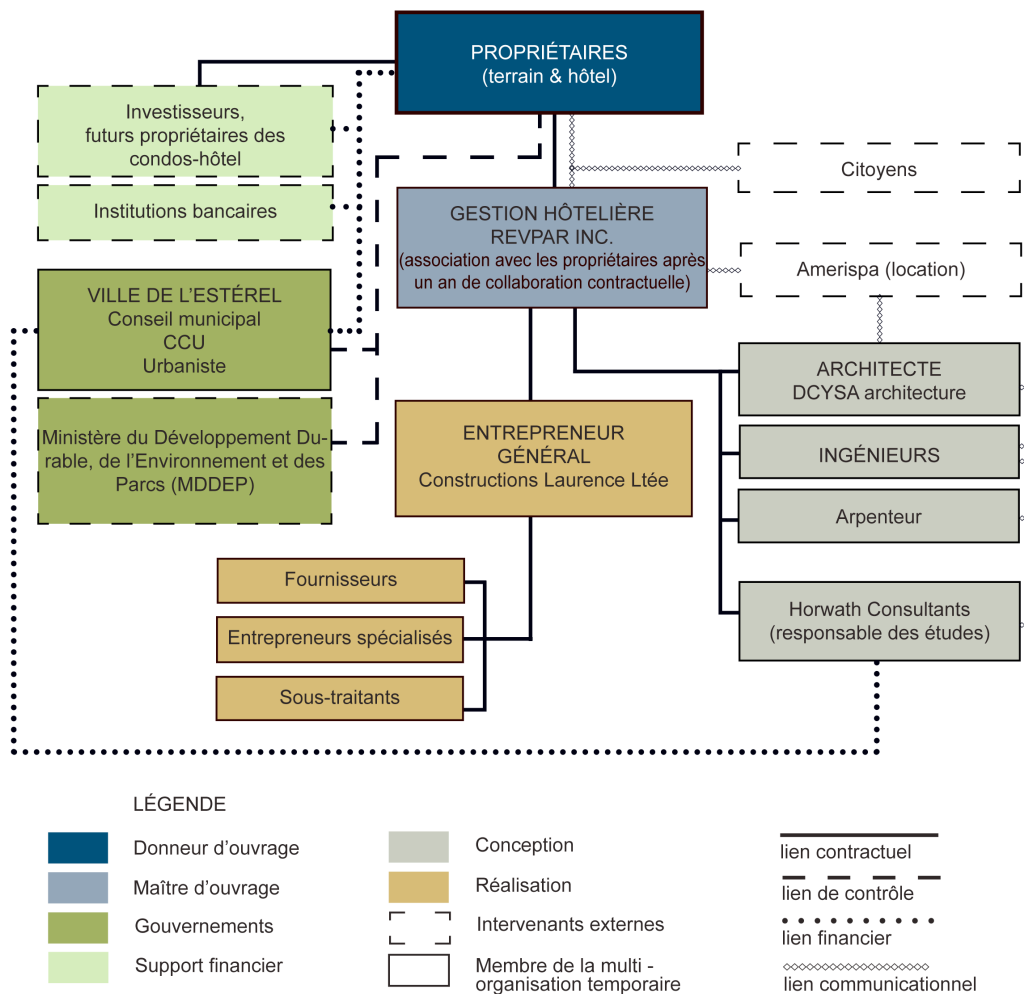 PROPRIÉTAIRES
(terrain & hôtel)
Investisseurs,
futurs propriétaires des
condos-hôtel
Institutions bancaires
Citoyens
GESTION HÔTELIÈRE
REVPAR INC.
(association avec les propriétaires après
un an de collaboration contractuelle)
Amerispa (location)
VILLE DE L'ESTÉREL
Conseil municipal
CCU
Urbaniste
ARCHITECTE
DCYSA architecture
Ministère du Développement Du-
rable, de l'Environnement et des
Parcs (MDDEP)
ENTREPRENEUR
GÉNÉRAL
Constructions Laurence Ltée
INGÉNIEURS
Arpenteur
Fournisseurs
Entrepreneurs spécialisés
Sous-traitants
Horwath Consultants
(responsable des études)
LÉGENDE
Donneur d'ouvrage
Maître d'ouvrage
Gouvernements
Support financier
Conception
Réalisation
Intervenants externes
Membre de la multi -
organisation temporaire
lien contractuel
lien de contrôle
lien financier
lien communicationnel